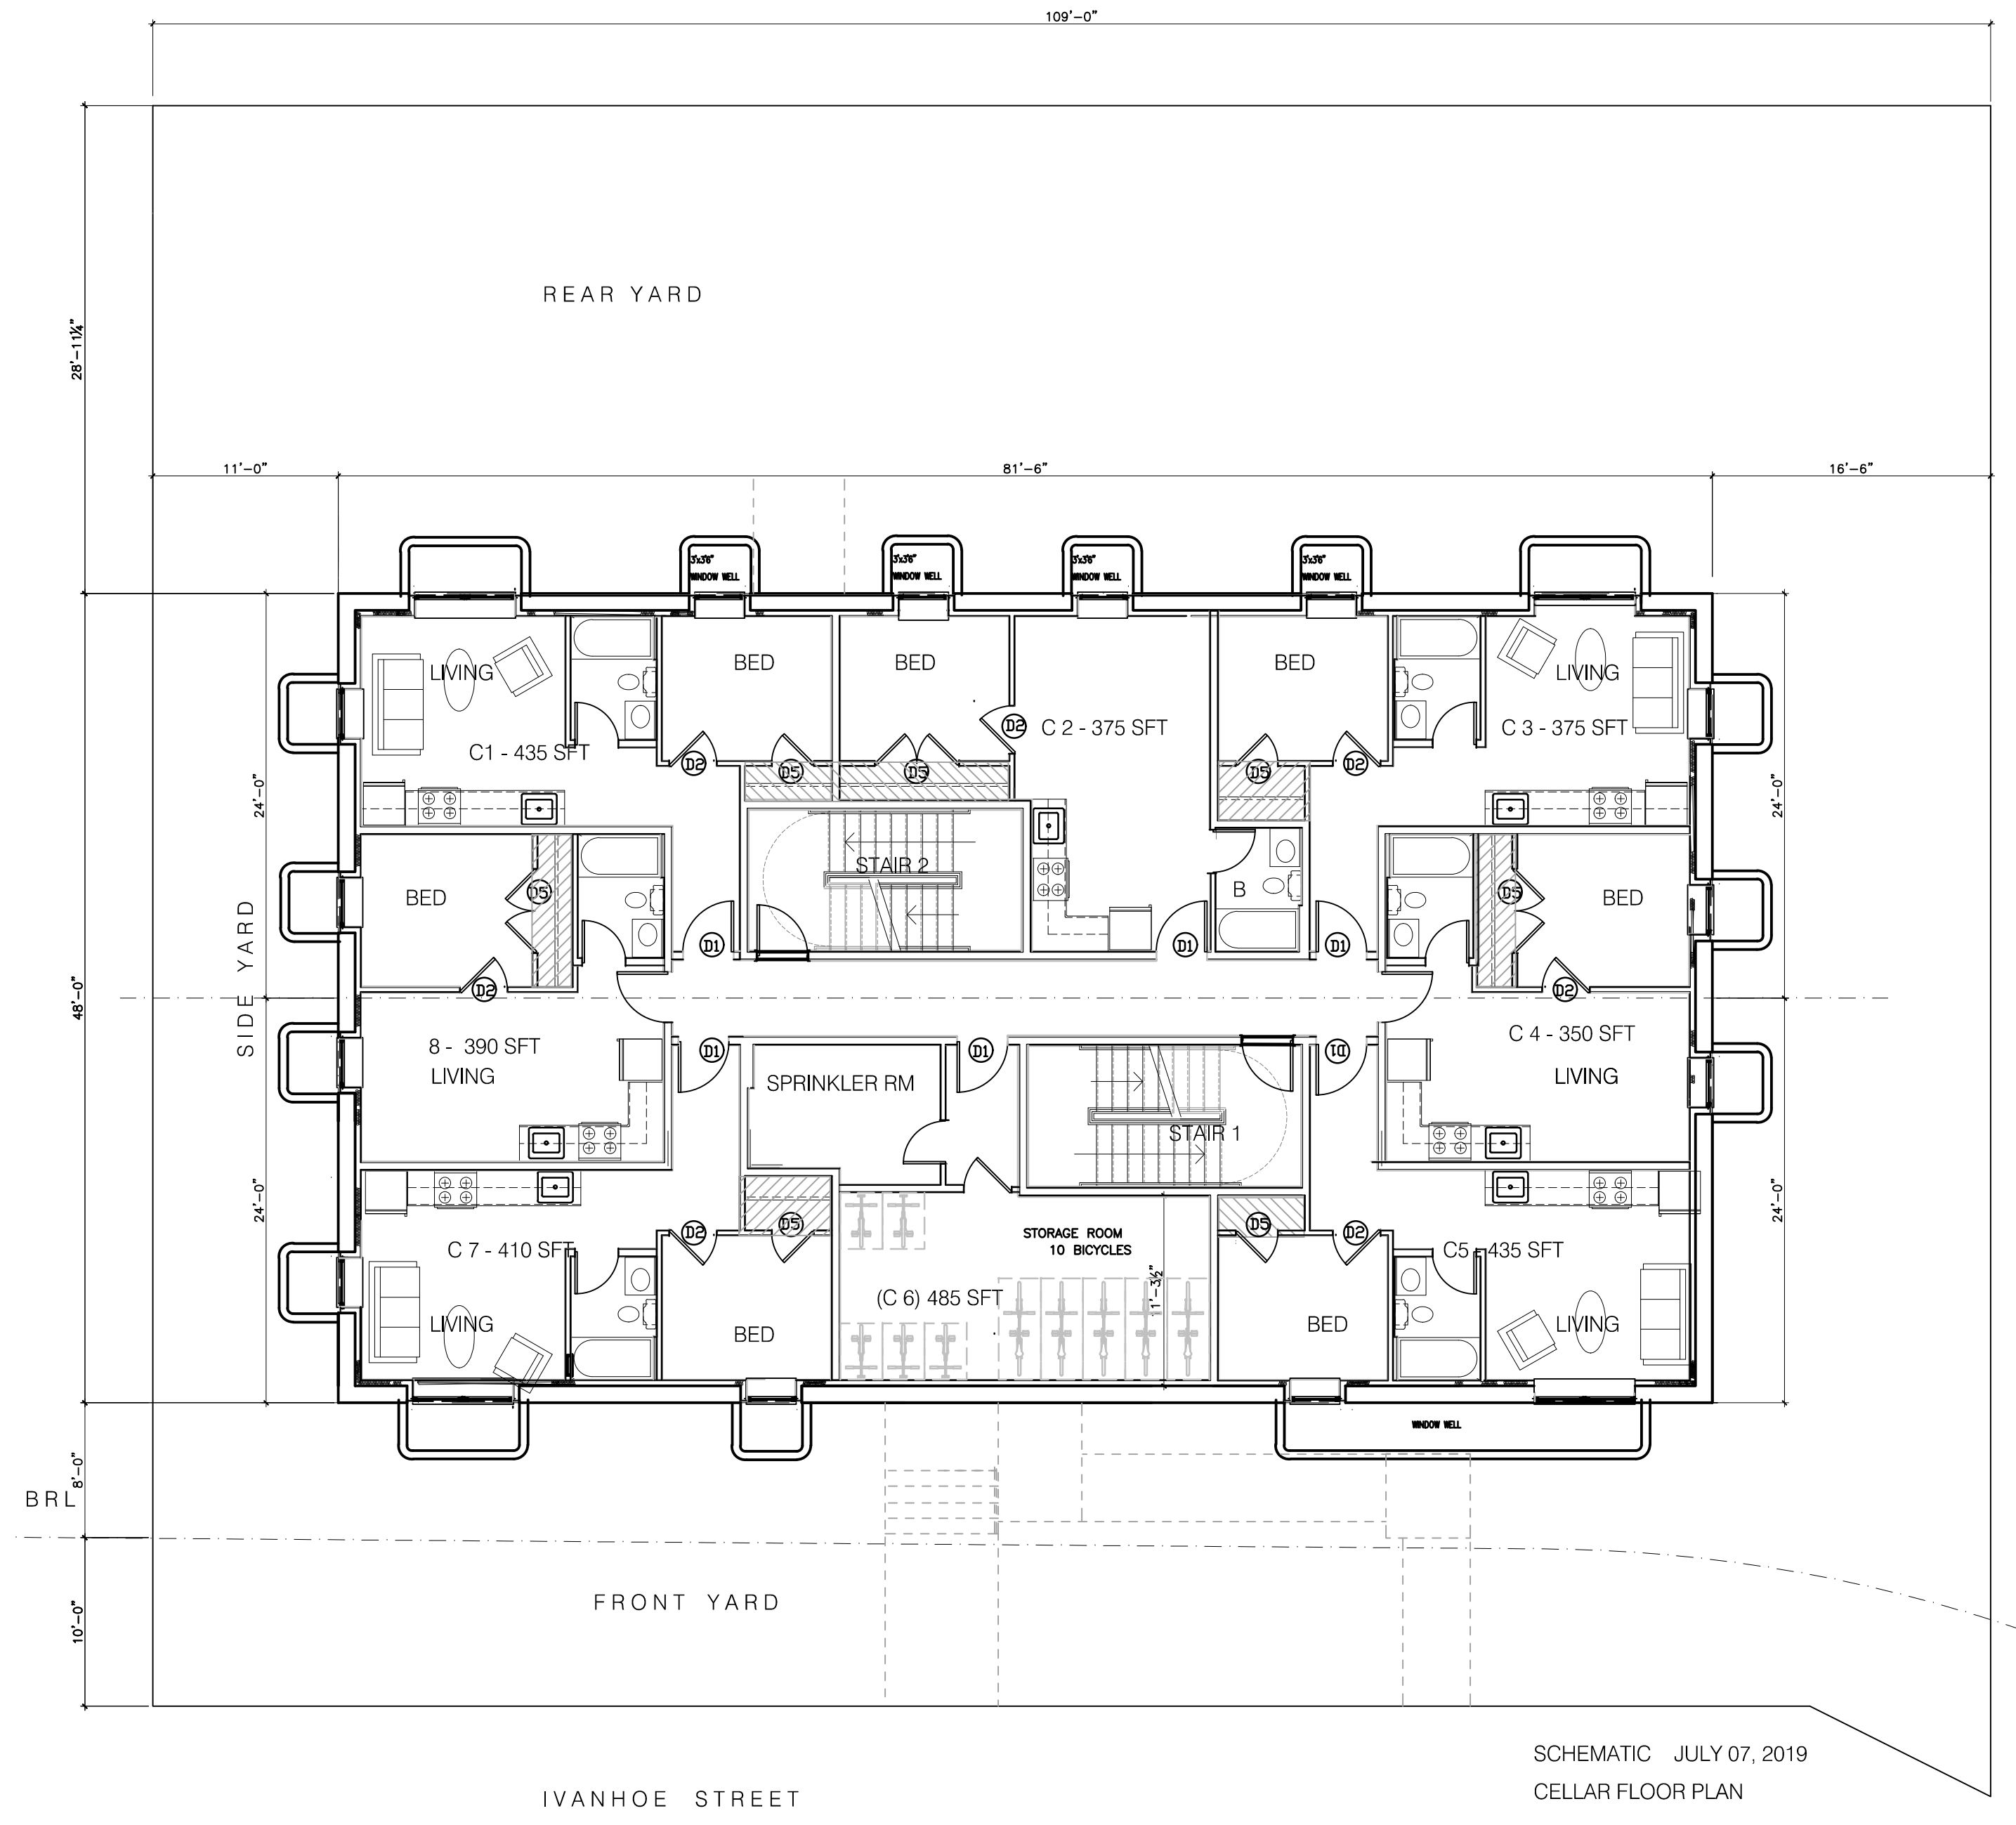 109'-0"
REAR YARD
28'-11¼"
11'-0"
81'-6"
16'-6"
3'x3'6"
WINDOW WELL
3'x3'6"
WINDOW WELL
3'x3'6"
WINDOW WELL
3'x3'6"
WINDOW WELL
LIVING
BED
BED
BED
LIVING
C1 - 435 SFT
D2
C 2 - 375 SFT
C 3 - 375 SFT
D2
D5
D5
D5
D2
24'-0"
24'-0"
STAIR 2
BED
D5
B
D5
BED
SIDE YARD
D1
D1
D1
48'-0"
D2
D2
8 - 390 SFT
LIVING
D1
D1
D1
C 4 - 350 SFT
LIVING
SPRINKLER RM
STAIR 1
24'-0"
24'-0"
D2
D5
STORAGE ROOM
10 BICYCLES
D5
D2
C 7 - 410 SFT
C5 - 435 SFT
(C 6) 485 SFT
1'-3½"
LIVING
BED
BED
LIVING
WINDOW WELL
8'-0"
BRL
10'-0"
FRONT YARD
SCHEMATIC JULY 07, 2019
CELLAR FLOOR PLAN
IVANHOE STREET